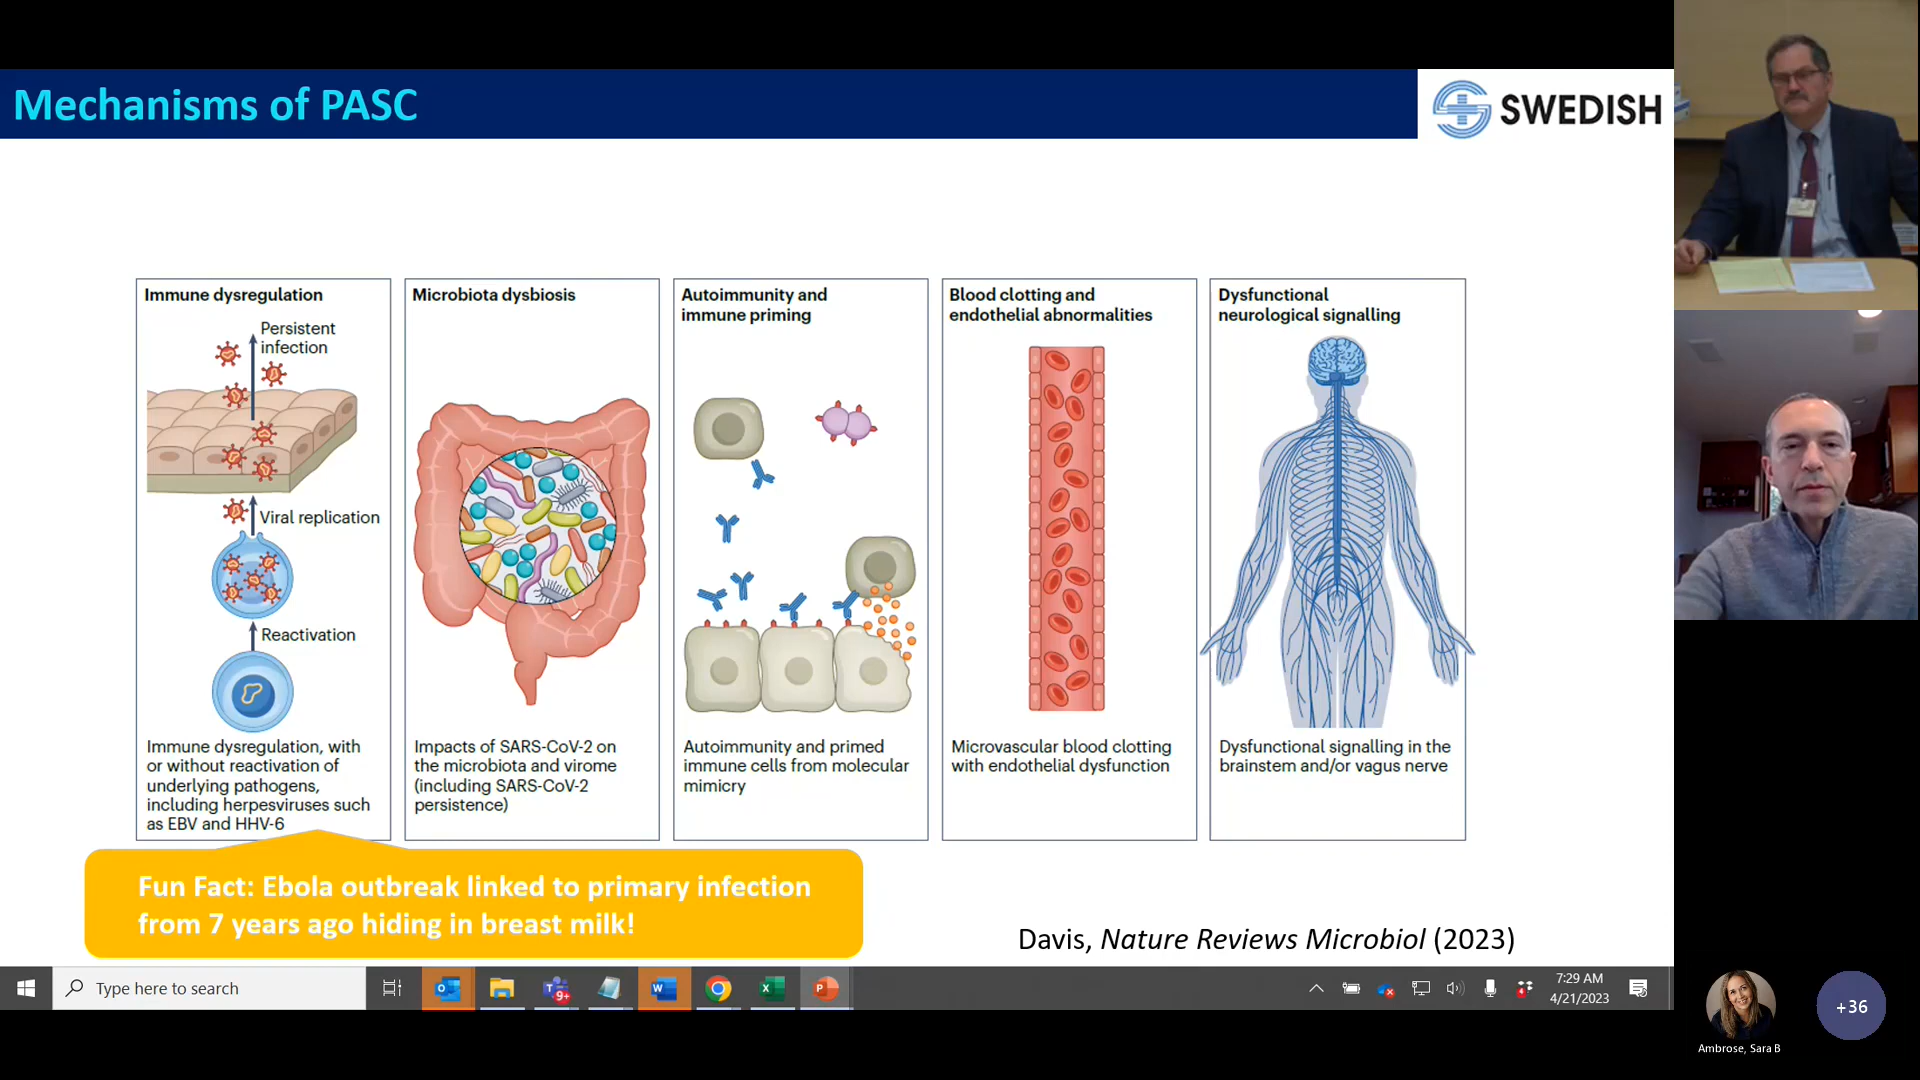 Mechanisms of PASC
SWEDISH
Immune dysregulation
Persistent
infection
Viral replication
Reactivation
Immune dysregulation, with
or without reactivation of
underlying pathogens,
including herpesviruses such
as EBV and HHV-6
Microbiota dysbiosis
Impacts of SARS-CoV-2 on
the microbiota and virome
(including SARS-CoV-2
persistence)
Autoimmunity and
immune priming
Autoimmunity and primed
immune cells from molecular
mimicry
Blood clotting and
endothelial abnormalities
Microvascular blood clotting
with endothelial dysfunction
Dysfunctional
neurological signalling
Dysfunctional signalling in the
brainstem and/or vagus nerve
Fun Fact: Ebola outbreak linked to primary infection
from 7 years ago hiding in breast milk!
Davis, Nature Reviews Microbiol (2023)
Type here to search
9+
7:29 AM
4/21/2023
+36
Ambrose, Sara B